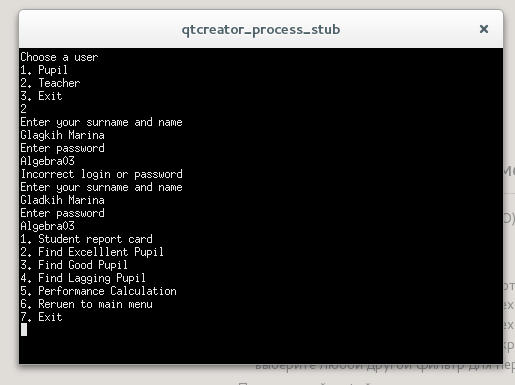 qtcreator_process_stub
Choose a user
1. Pupil
2. Teacher
3. Exit
2
Enter your surname and name
Glagkih Marina
Enter password
Algebra03
Incorrect login or password
Enter your surname and name
Gladkih Marina
Enter password
Algebra03
1. Student report card
2. Find Excelllent Pupil
3. Find Good Pupil
4. Find Lagging Pupil
5. Performance Calculation
6. Reruen to main menu
7. Exit
выберите любой другой фильтр для